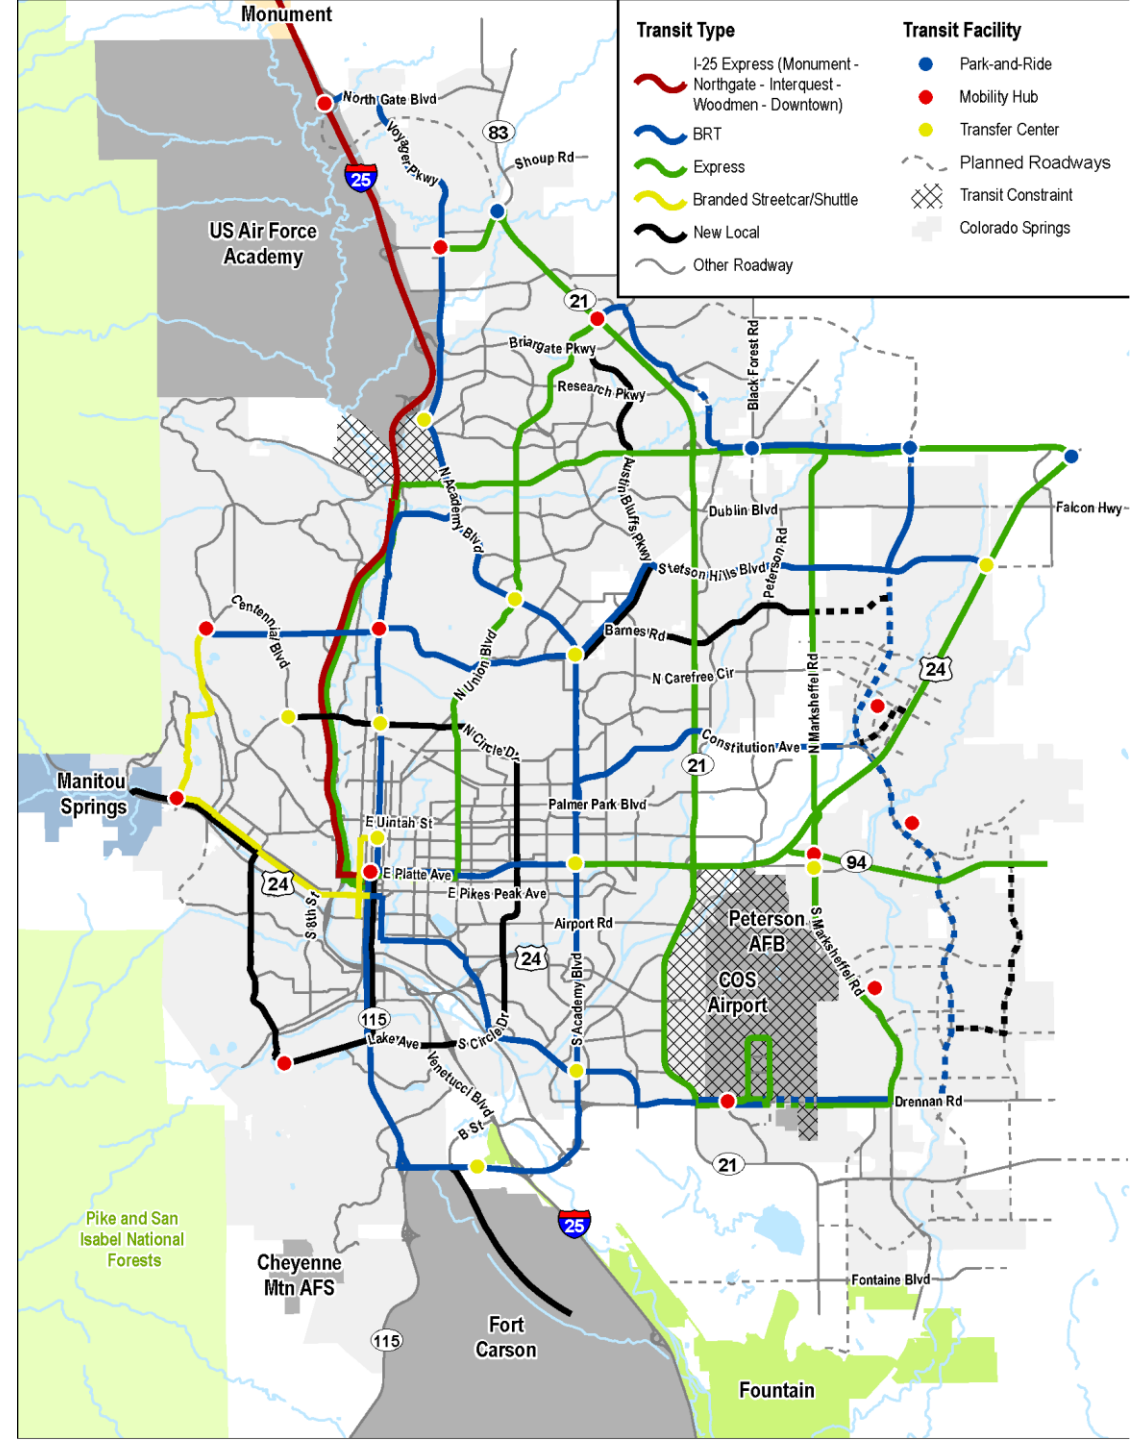 Monument
Transit Type
I-25 Express (Monument -
Northgate - Interquest -
Woodmen - Downtown)
BRT
Express
Branded Streetcar/Shuttle
New Local
Other Roadway
Transit Facility
Park-and-Ride
Mobility Hub
Transfer Center
Planned Roadways
Transit Constraint
Colorado Springs
North Gate Blvd
Voyager Pkwy
83
Shoup Rd
25
US Air Force
Academy
21
Briargate Pkwy
Research Pkwy
Black Forest Rd
N Academy Blvd
Austin Bluffs Pkwy
Dublin Blvd
Falcon Hwy
Peterson Rd
Stetson Hills Blvd
Centennial Blvd
Barnes Rd
N Union Blvd
N Carefree Cir
N Marksheffel Rd
24
N Circle Dr
Constitution Ave
21
Manitou
Springs
Palmer Park Blvd
E Uintah St
E Platte Ave
94
24
E Pikes Peak Ave
S 8th St
Airport Rd
Peterson
AFB
S Marksheffel Rd
24
S Academy Blvd
COS
Airport
115
Lake Ave
S Circle Dr
Venetucci Blvd
Drennan Rd
B St
21
25
Pike and San
Isabel National
Forests
Cheyenne
Mtn AFS
Fontaine Blvd
115
Fort
Carson
Fountain